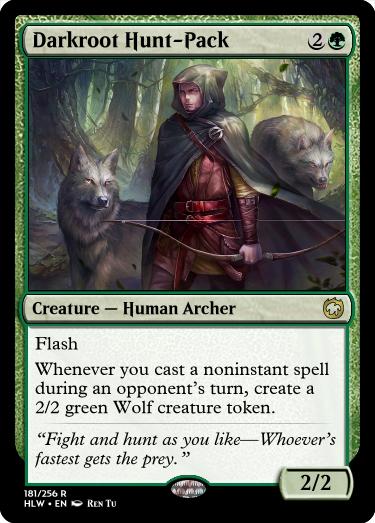 Darkroot Hunt-Pack 2
Creature — Human Archer
Flash
Whenever you cast a noninstant spell
during an opponent's turn, create a
2/2 green Wolf creature token.
"Fight and hunt as you like—Whoever's
fastest gets the prey."
2/2
181/256 R
HLW • EN Ren Tu